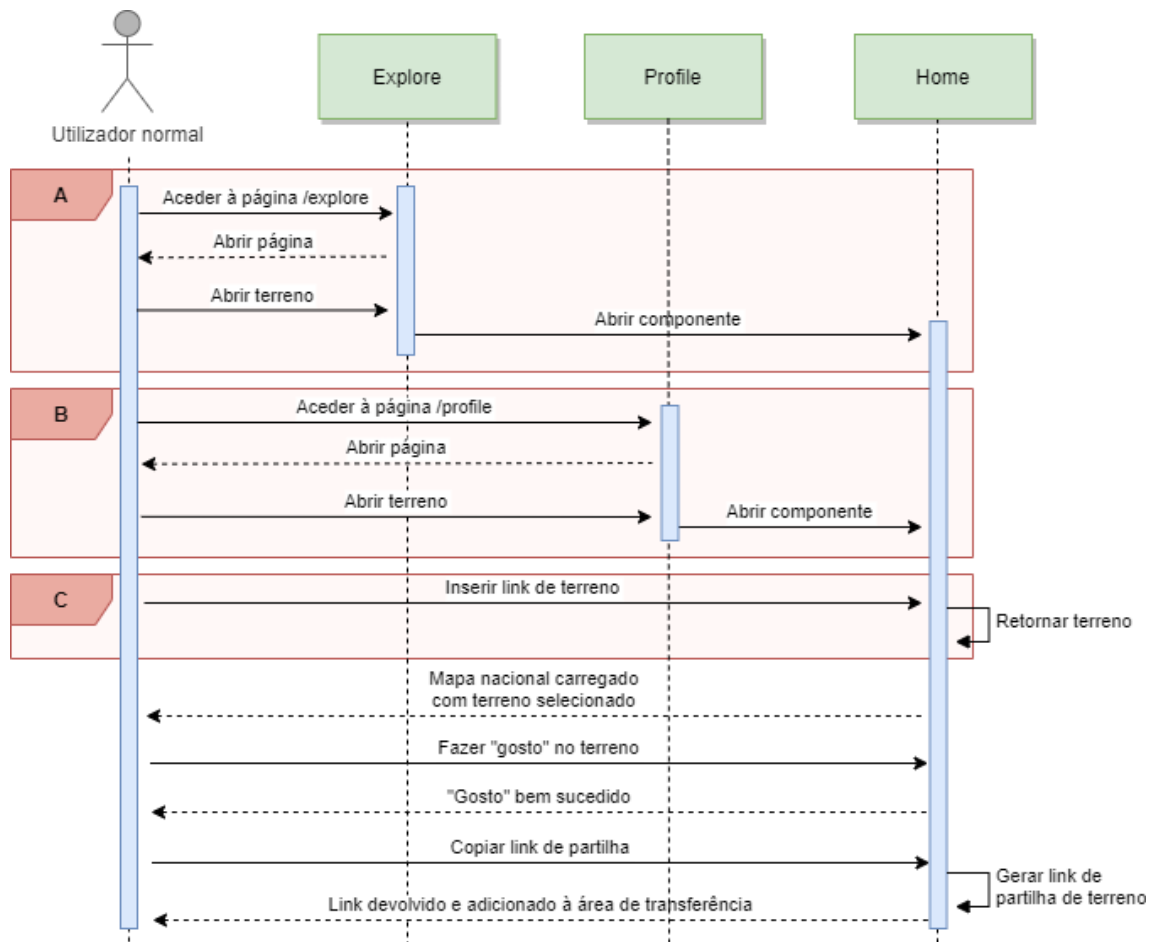 Explore
Profile
Home
Utilizador normal
A
Aceder à página /explore
Abrir página
Abrir terreno
Abrir componente
B
Aceder à página /profile
Abrir página
Abrir terreno
Abrir componente
C
Inserir link de terreno
Retornar terreno
Mapa nacional carregado
com terreno selecionado
Fazer "gosto" no terreno
"Gosto" bem sucedido
Copiar link de partilha
Gerar link de
partilha de terreno
Link devolvido e adicionado à área de transferência